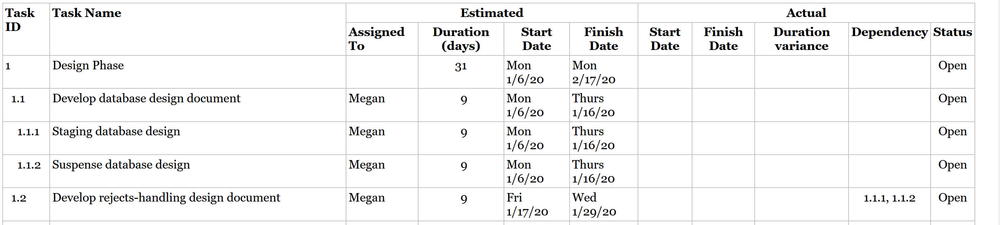 Task ID Task Name Estimated Actual
Assigned To Duration (days) Start Date Finish Date Start Date Finish Date Duration variance Dependency Status
1 Design Phase 31 Mon 1/6/20 Mon 2/17/20 Open
1.1 Develop database design document Megan 9 Mon 1/6/20 Thurs 1/16/20 Open
1.1.1 Staging database design Megan 9 Mon 1/6/20 Thurs 1/16/20 Open
1.1.2 Suspense database design Megan 9 Mon 1/6/20 Thurs 1/16/20 Open
1.2 Develop rejects-handling design document Megan 9 Fri 1/17/20 Wed 1/29/20 1.1.1, 1.1.2 Open